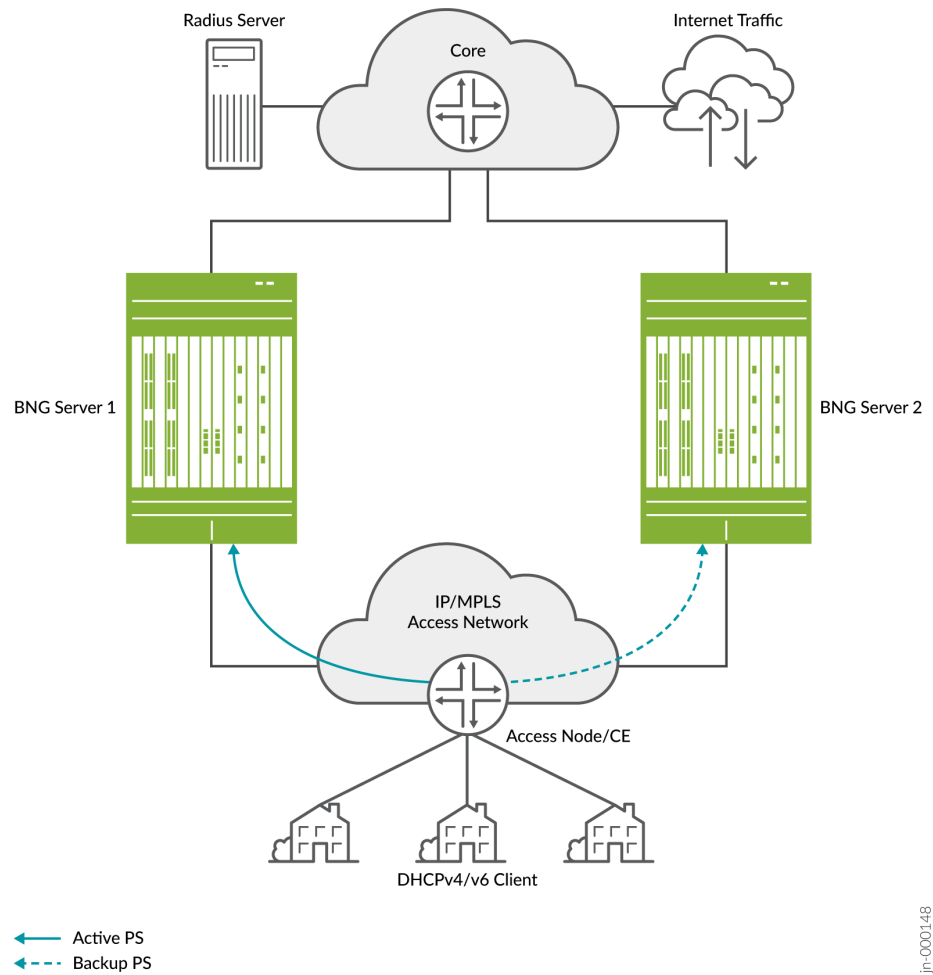 Radius Server
Internet Traffic
Core
BNG Server 1
BNG Server 2
IP/MPLS
Access Network
Access Node/CE
DHCPv4/v6 Client
Active PS
Backup PS
jn-000148